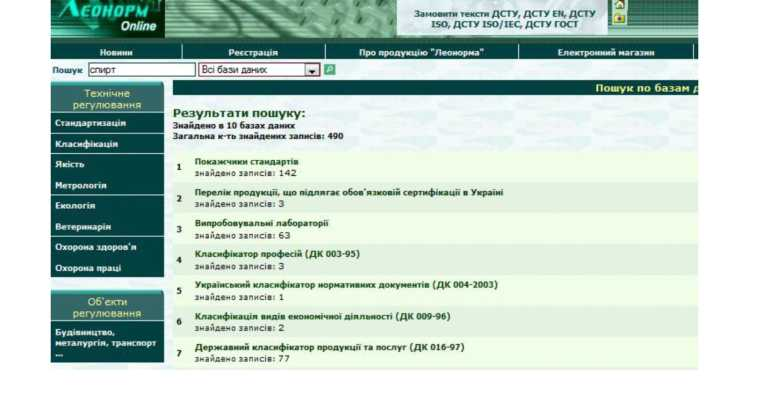 Леонорм
Online
Замовити тексти ДСТУ, ДСТУ EN, ДСТУ
ISO, ДСТУ ISO/IEC, ДСТУ ГОСТ
Новини
Реєстрація
Про продукцію "Леонорма"
Електронний магазин
Пошук спирт Всі бази даних
Технічне
регулювання
Стандартизація
Класифікація
Якість
Метрологія
Екологія
Ветеринарія
Охорона здоров'я
Охорона праці
Об'єкти
регулювання
Будівництво,
металургія, транспорт
...
Пошук по базам д
Результати пошуку:
Знайдено в 10 базах даних
Загальна к-ть знайдених записів: 490
1 Покажчики стандартів
знайдено записів: 142
2 Перелік продукції, що підлягає обов'язковій сертифікації в Україні
знайдено записів: 3
3 Випробовувальні лабораторії
знайдено записів: 63
4 Класифікатор професій (ДК 003-95)
знайдено записів: 3
5 Український класифікатор нормативних документів (ДК 004-2003)
знайдено записів: 1
6 Класифікація видів економічної діяльності (ДК 009-96)
знайдено записів: 2
7 Державний класифікатор продукції та послуг (ДК 016-97)
знайдено записів: 77